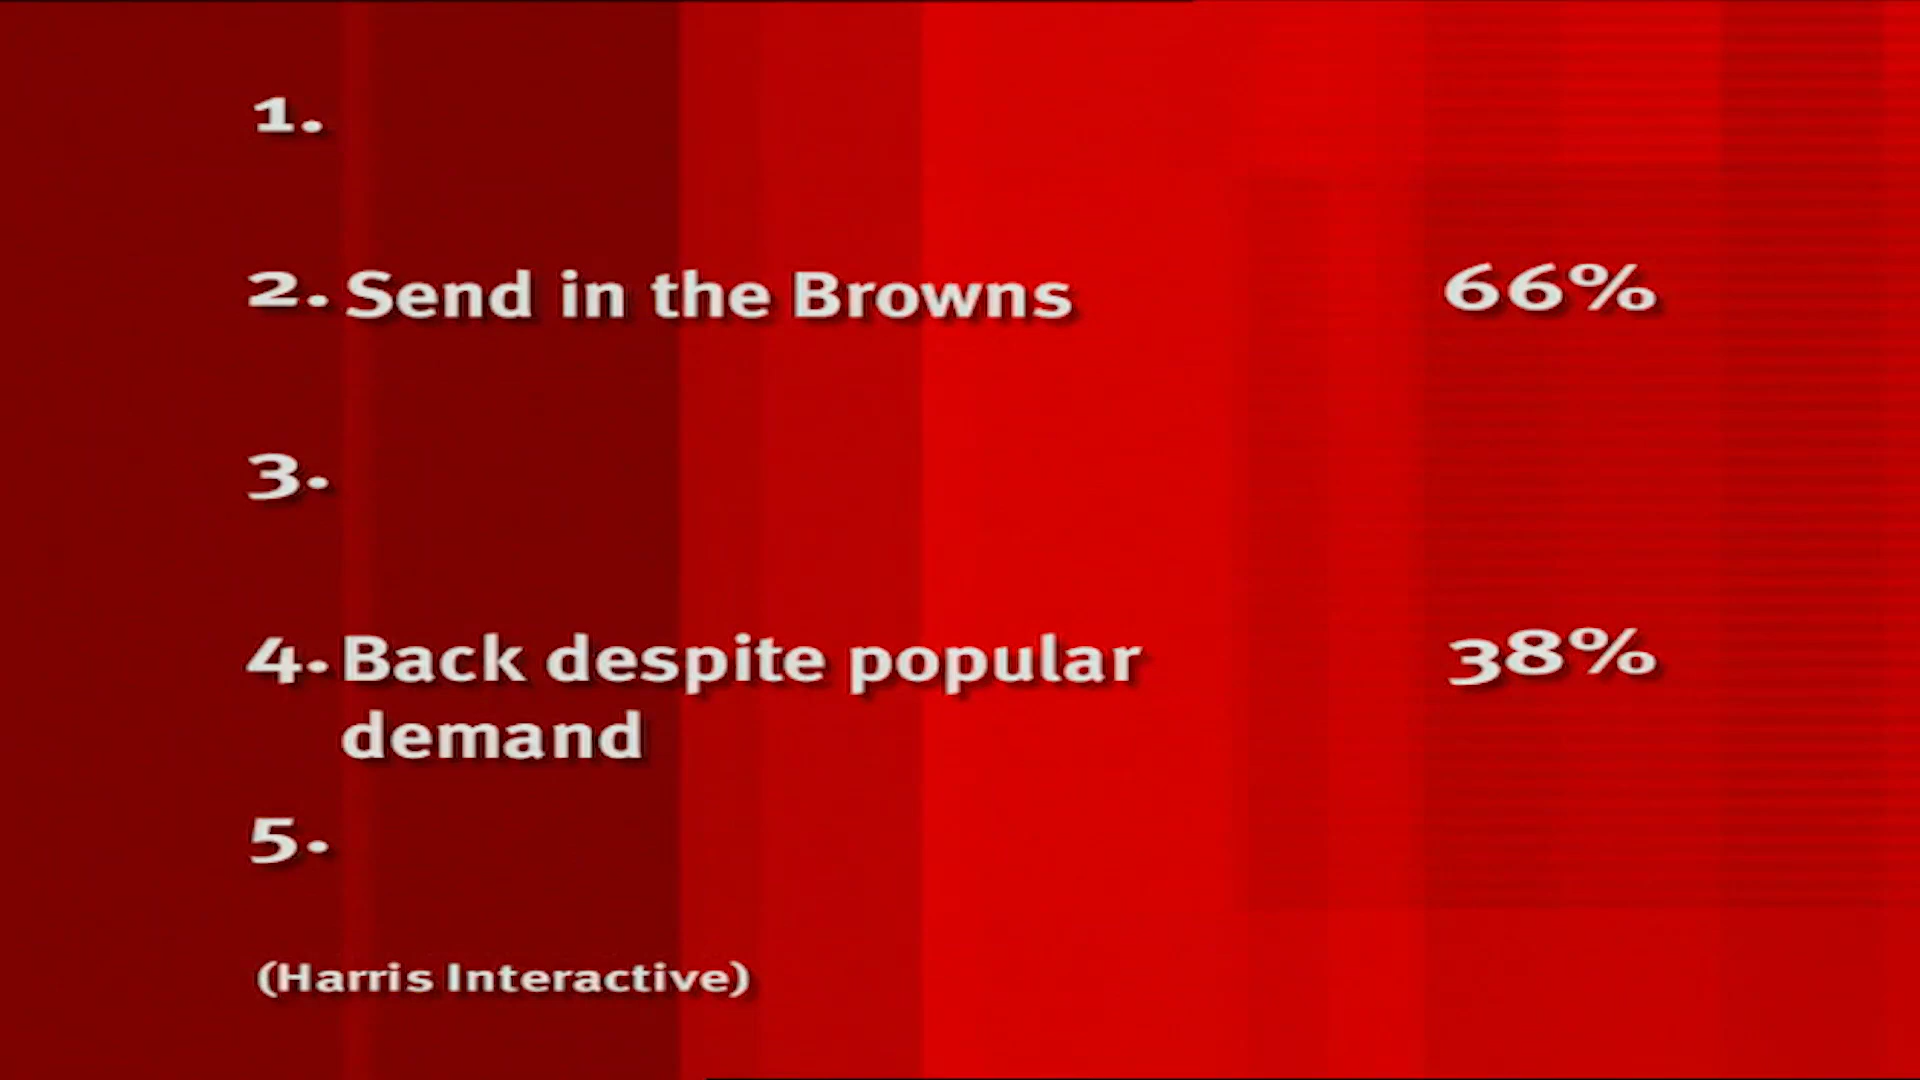 1.
2. Send in the Browns 66%
3.
4. Back despite popular 38%
demand
5.
(Harris Interactive)